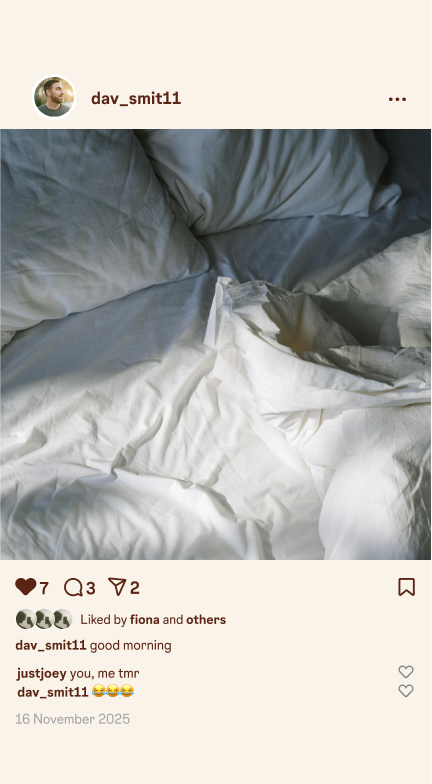 dav_smit11
7 3 2
Liked by fiona and others
dav_smit11 good morning
justjoey you, me tmr
dav_smit11 😂😂😂
16 November 2025